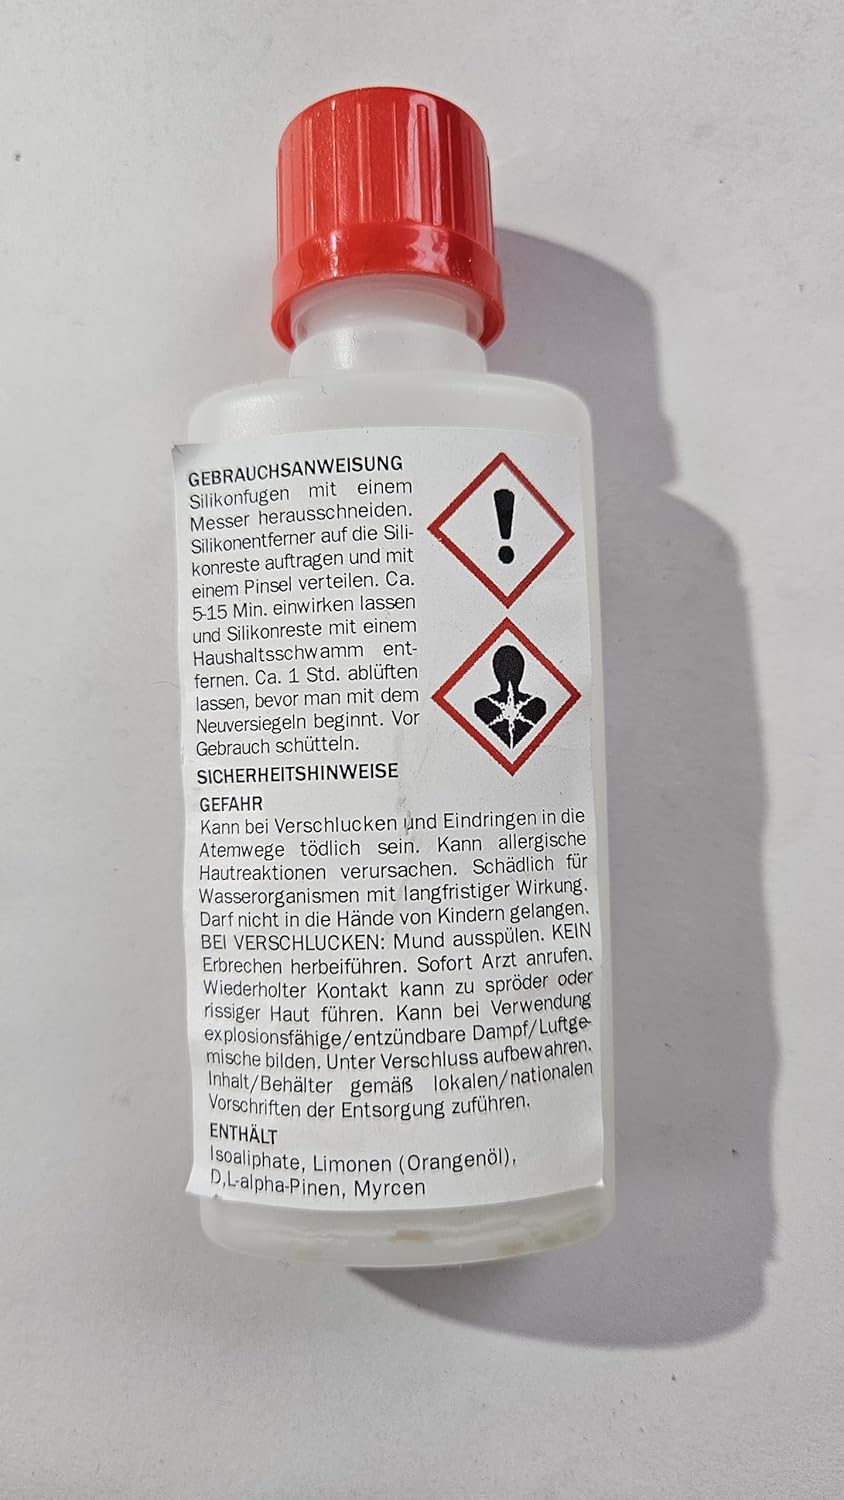 GEBRAUCHSANWEISUNG
Silikonfugen mit einem
Messer herausschneiden.
Silikonentferner auf die Sili-
konreste auftragen und mit
einem Pinsel verteilen. Ca.
5-15 Min. einwirken lassen
und Silikonreste mit einem
Haushaltsschwamm ent-
fernen. Ca. 1 Std. ablüften
lassen, bevor man mit dem
Neuversiegeln beginnt. Vor
Gebrauch schütteln.
SICHERHEITSHINWEISE
GEFAHR
Kann bei Verschlucken und Eindringen in die
Atemwege tödlich sein. Kann allergische
Hautreaktionen verursachen. Schädlich für
Wasserorganismen mit langfristiger Wirkung.
Darf nicht in die Hände von Kindern gelangen.
BEI VERSCHLUCKEN: Mund ausspülen. KEIN
Erbrechen herbeiführen. Sofort Arzt anrufen.
Wiederholter Kontakt kann zu spröder oder
rissiger Haut führen. Kann bei Verwendung
explosionsfähige/entzündbare Dampf/Luftge-
mische bilden. Unter Verschluss aufbewahren.
Inhalt/Behälter gemäß lokalen/nationalen
Vorschriften der Entsorgung zuführen.
ENTHÄLT
Isoaliphate, Limonen (Orangenöl),
D,L-alpha-Pinen, Myrcen